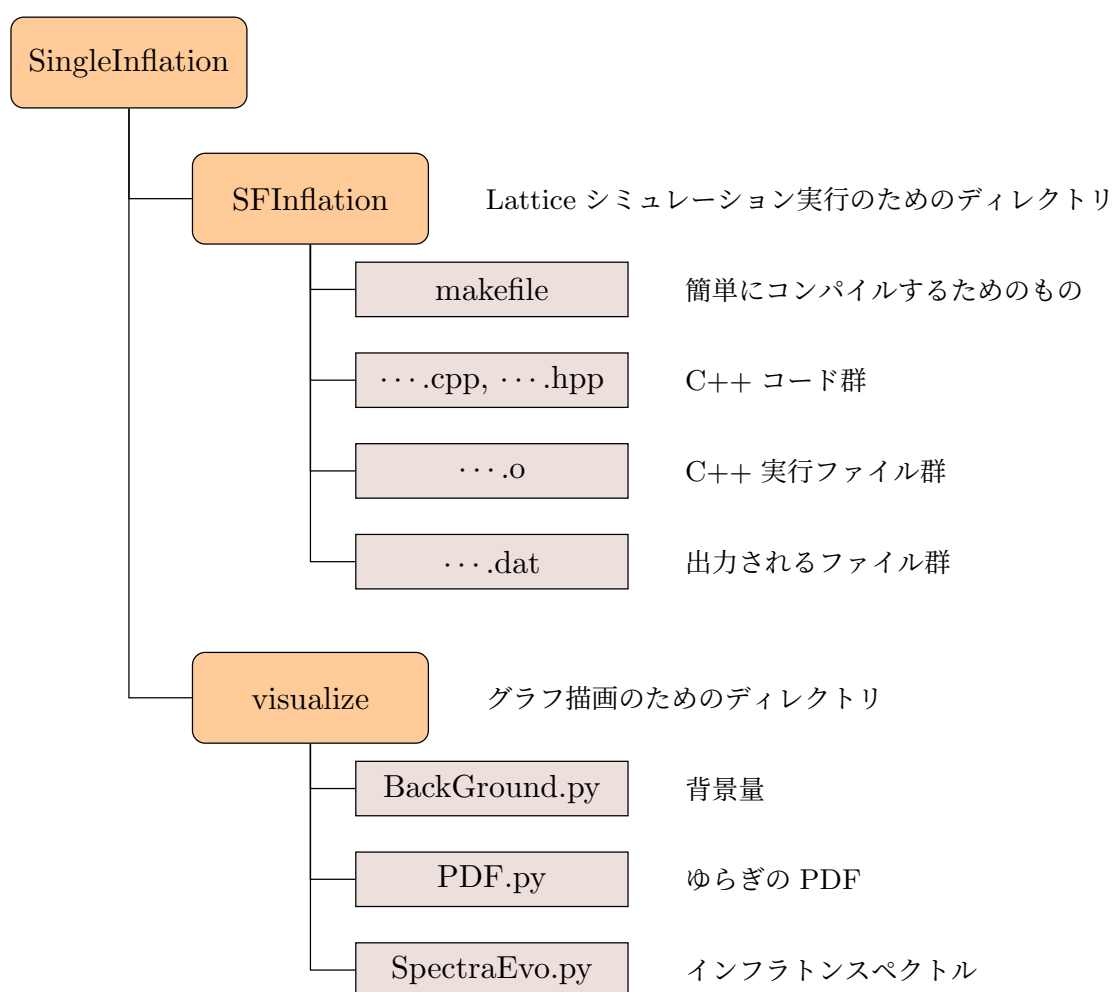 SingleInflation
SFInflation Lattice シミュレーション実行のためのディレクトリ
makefile 簡単にコンパイルするためのもの
⋯.cpp, ⋯.hpp C++ コード群
⋯.o C++ 実行ファイル群
⋯.dat 出力されるファイル群
visualize グラフ描画のためのディレクトリ
BackGround.py 背景量
PDF.py ゆらぎの PDF
SpectraEvo.py インフラトンスペクトル